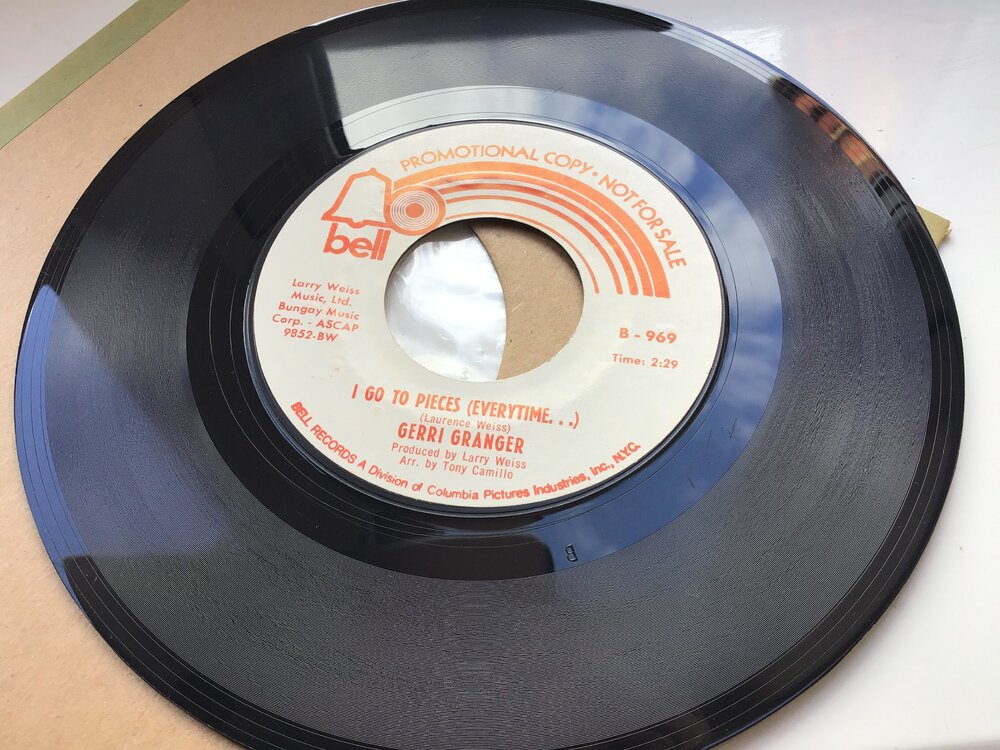 PROMOTIONAL COPY • NOT FOR SALE
bell
Larry Weiss
Music, Ltd.
Bungay Music
Corp. - ASCAP
9852-BW
B - 969
Time: 2:29
I GO TO PIECES (EVERYTIME. . .)
(Laurence Weiss)
GERRI GRANGER
Produced by Larry Weiss
Arr. by Tony Camillo
BELL RECORDS A Division of Columbia Pictures Industries, Inc., N.Y.C.